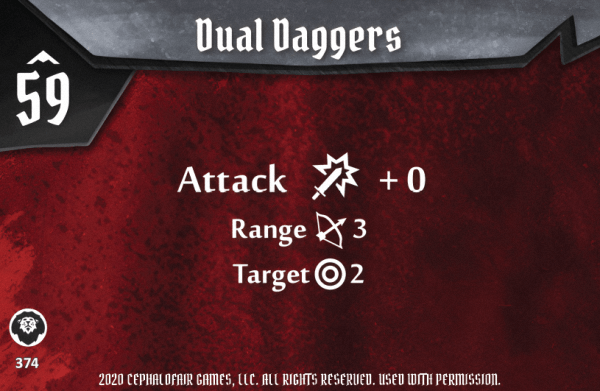 Dual Daggers
59
Attack + 0
Range 3
Target 2
374
2020 CEPHALOFAIR GAMES, LLC. ALL RIGHTS RESERVED. USED WITH PERMISSION.